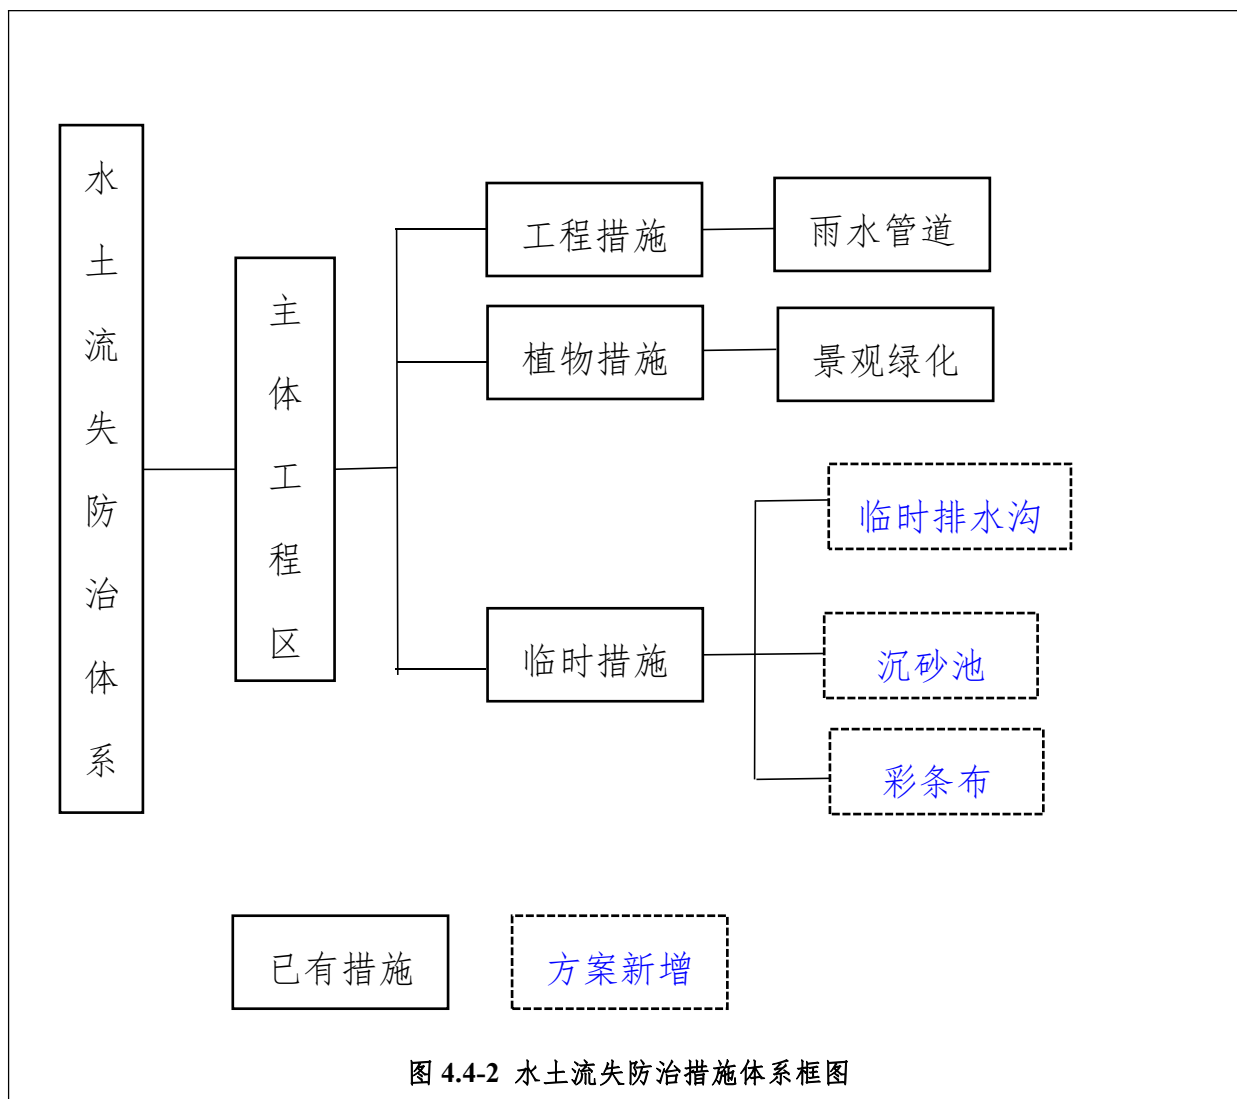 水土流失防治体系
主体工程区
工程措施
雨水管道
植物措施
景观绿化
临时措施
临时排水沟
沉砂池
彩条布
已有措施
方案新增
图 4.4-2 水土流失防治措施体系框图